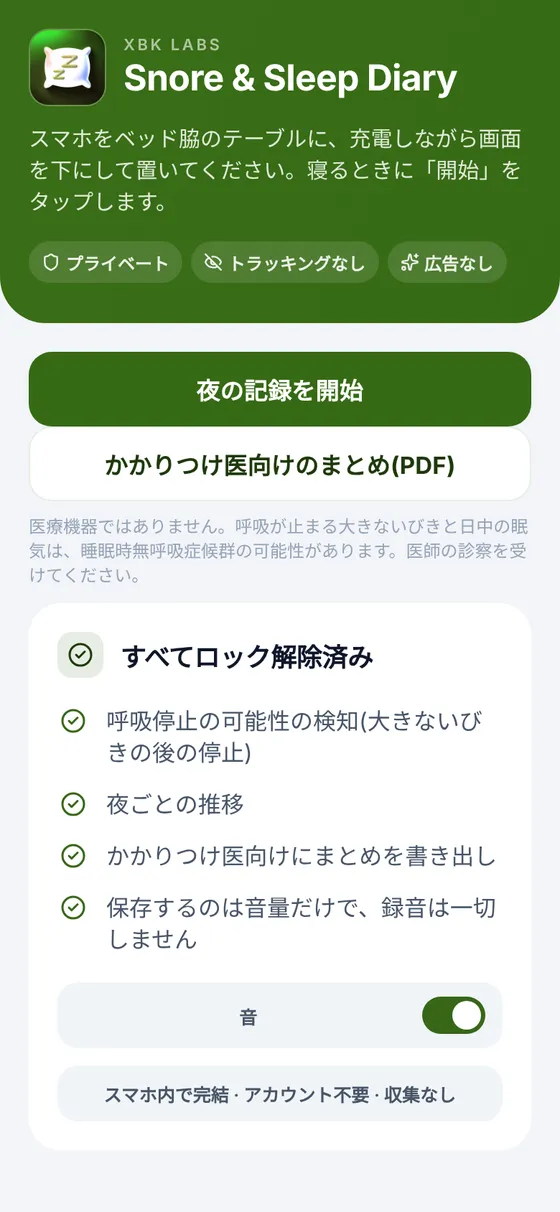 XBK LABS
Snore & Sleep Diary
スマホをベッド脇のテーブルに、充電しながら画面
を下にして置いてください。寝るときに「開始」を
タップします。
プライベート
トラッキングなし
広告なし
夜の記録を開始
かかりつけ医向けのまとめ(PDF)
医療機器ではありません。呼吸が止まる大きないびきと日中の眠
気は、睡眠時無呼吸症候群の可能性があります。医師の診察を受
けてください。
すべてロック解除済み
呼吸停止の可能性の検知(大きないび
きの後の停止)
夜ごとの推移
かかりつけ医向けにまとめを書き出し
保存するのは音量だけで、録音は一切
しません
音
スマホ内で完結 · アカウント不要 · 収集なし